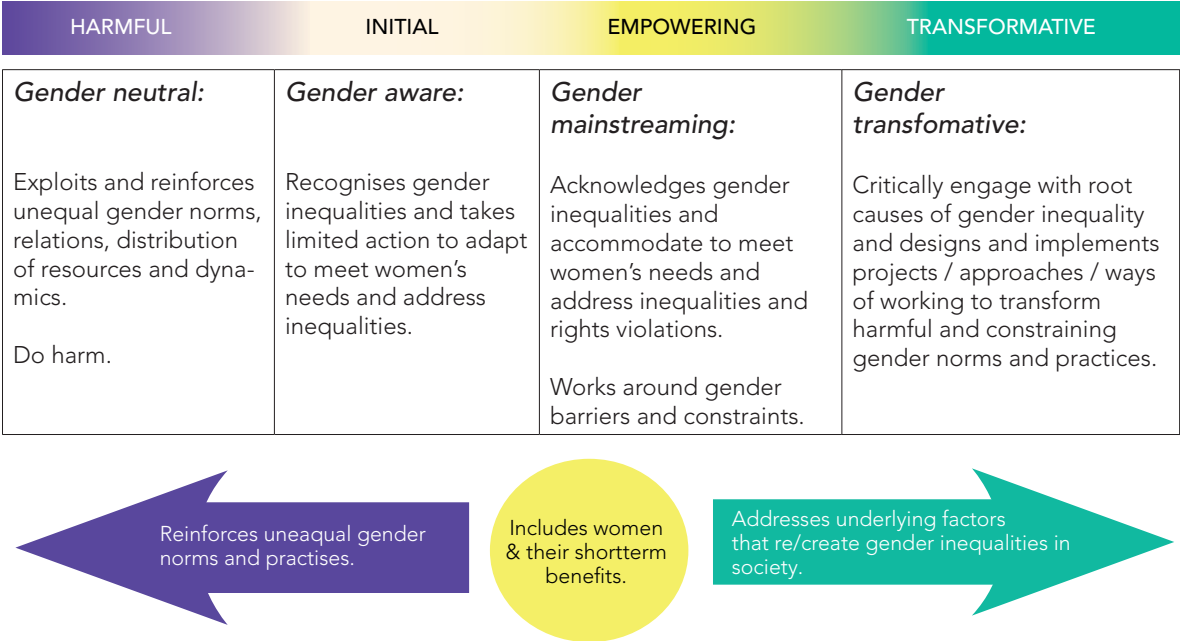 HARMFUL
INITIAL
EMPOWERING
TRANSFORMATIVE
Gender neutral:
Exploits and reinforces
unequal gender norms,
relations, distribution
of resources and dyna-
mics.
Do harm.
Gender aware:
Recognises gender
inequalities and takes
limited action to adapt
to meet women’s
needs and address
inequalities.
Gender
mainstreaming:
Acknowledges gender
inequalities and
accommodate to meet
women’s needs and
address inequalities and
rights violations.
Works around gender
barriers and constraints.
Gender
transfomative:
Critically engage with root
causes of gender inequality
and designs and implements
projects / approaches / ways
of working to transform
harmful and constraining
gender norms and practices.
Reinforces uneaqual gender
norms and practises.
Includes women
& their shortterm
benefits.
Addresses underlying factors
that re/create gender inequalities in
society.